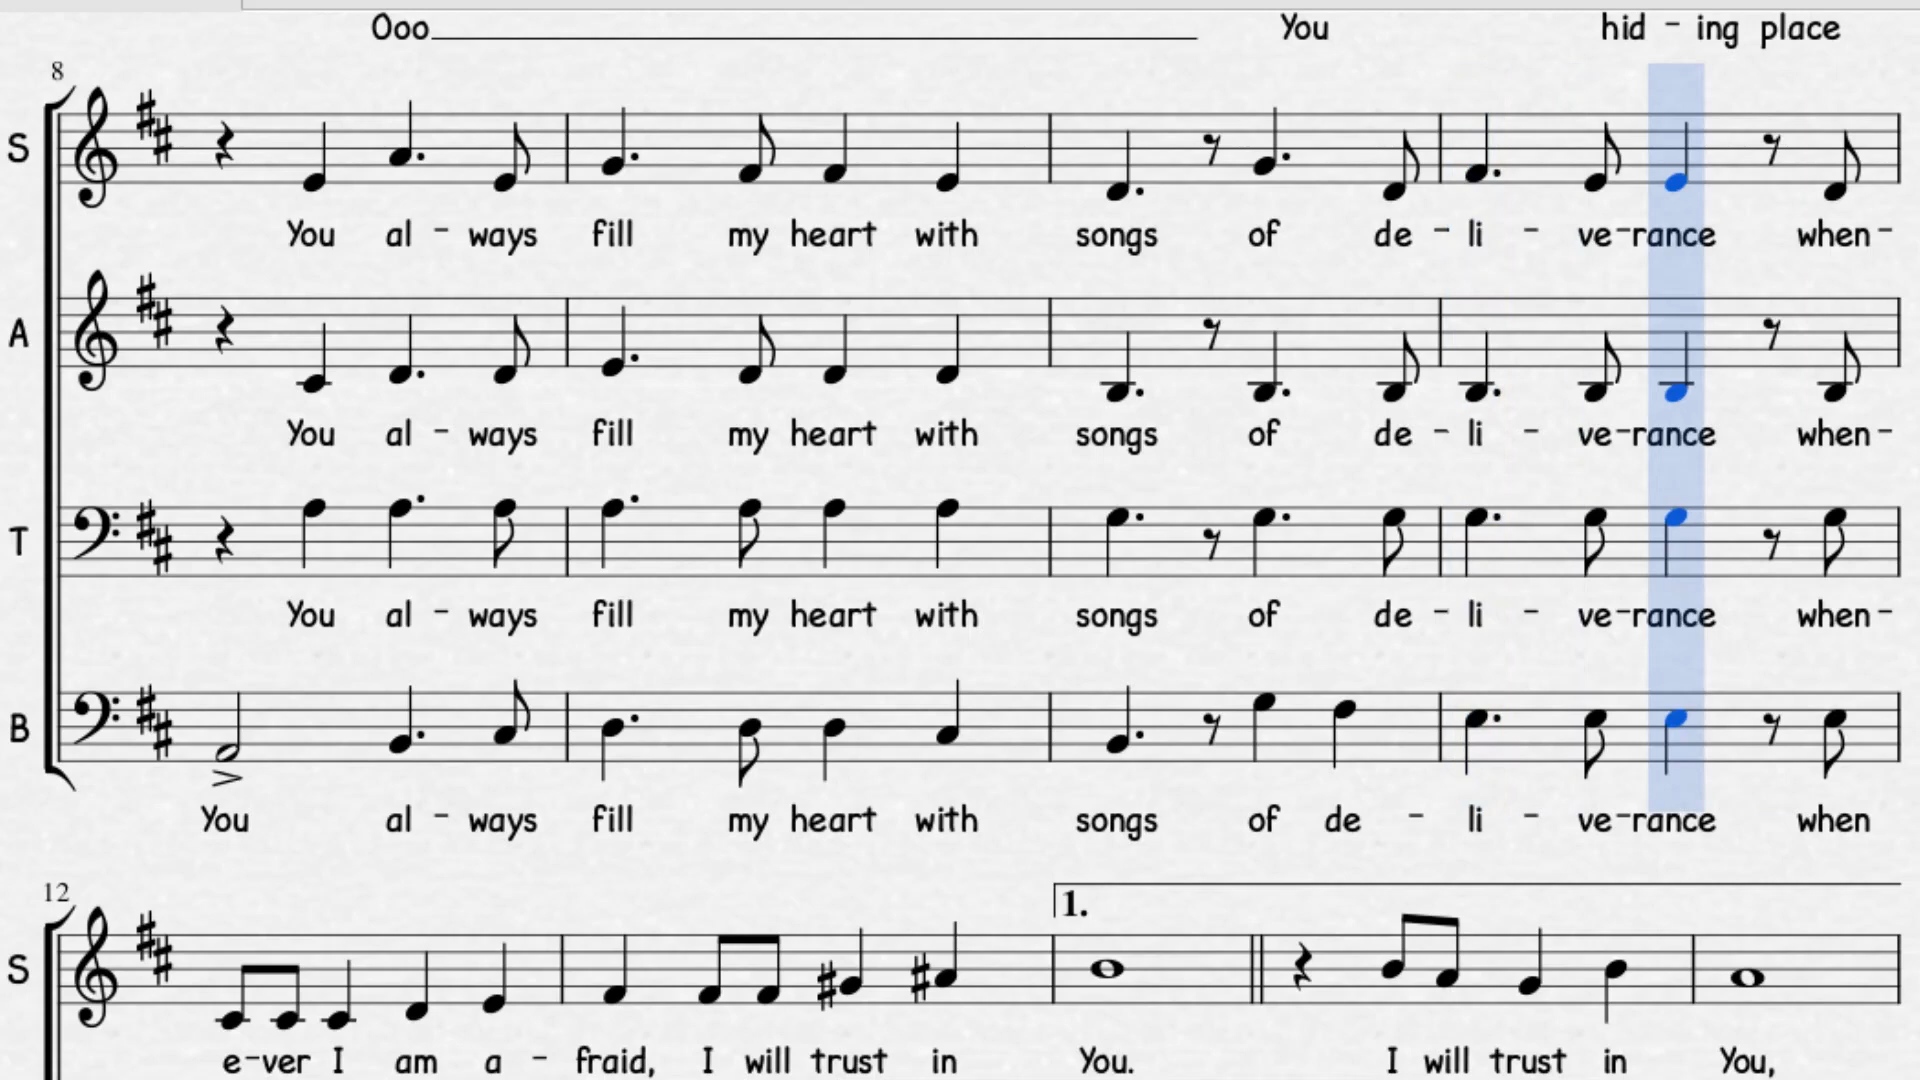 Ooo You hid - ing place
8
S
You al - ways fill my heart with songs of de - li - ve-rance when-
A
You al - ways fill my heart with songs of de - li - ve-rance when-
T
You al - ways fill my heart with songs of de - li - ve-rance when-
B
You al - ways fill my heart with songs of de - li - ve-rance when
12
1.
S
e-ver I am a - fraid, I will trust in You. I will trust in You,